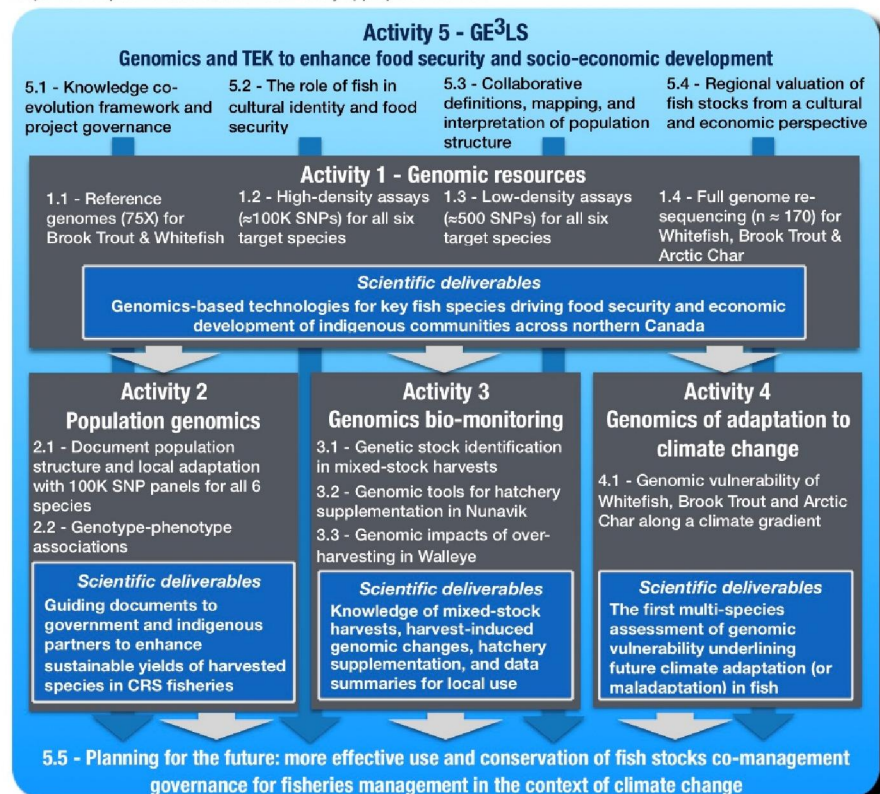 Activity 5 - GE³LS
Genomics and TEK to enhance food security and socio-economic development
5.1 - Knowledge co-
evolution framework and
project governance
5.2 - The role of fish in
cultural identity and food
security
5.3 - Collaborative
definitions, mapping, and
interpretation of population
structure
5.4 - Regional valuation of
fish stocks from a cultural
and economic perspective
Activity 1 - Genomic resources
1.1 - Reference
genomes (75X) for
Brook Trout & Whitefish
1.2 - High-density assays
(≈100K SNPs) for all six
target species
1.3 - Low-density assays
(≈500 SNPs) for all six
target species
1.4 - Full genome re-
sequencing (n ≈ 170) for
Whitefish, Brook Trout &
Arctic Char
Scientific deliverables
Genomics-based technologies for key fish species driving food security and economic
development of indigenous communities across northern Canada
Activity 2
Population genomics
2.1 - Document population
structure and local adaptation
with 100K SNP panels for all 6
species
2.2 - Genotype-phenotype
associations
Scientific deliverables
Guiding documents to
government and indigenous
partners to enhance
sustainable yields of harvested
species in CRS fisheries
Activity 3
Genomics bio-monitoring
3.1 - Genetic stock identification
in mixed-stock harvests
3.2 - Genomic tools for hatchery
supplementation in Nunavik
3.3 - Genomic impacts of over-
harvesting in Walleye
Scientific deliverables
Knowledge of mixed-stock
harvests, harvest-induced
genomic changes, hatchery
supplementation, and data
summaries for local use
Activity 4
Genomics of adaptation to
climate change
4.1 - Genomic vulnerability of
Whitefish, Brook Trout and Arctic
Char along a climate gradient
Scientific deliverables
The first multi-species
assessment of genomic
vulnerability underlining
future climate adaptation (or
maladaptation) in fish
5.5 - Planning for the future: more effective use and conservation of fish stocks co-management
governance for fisheries management in the context of climate change